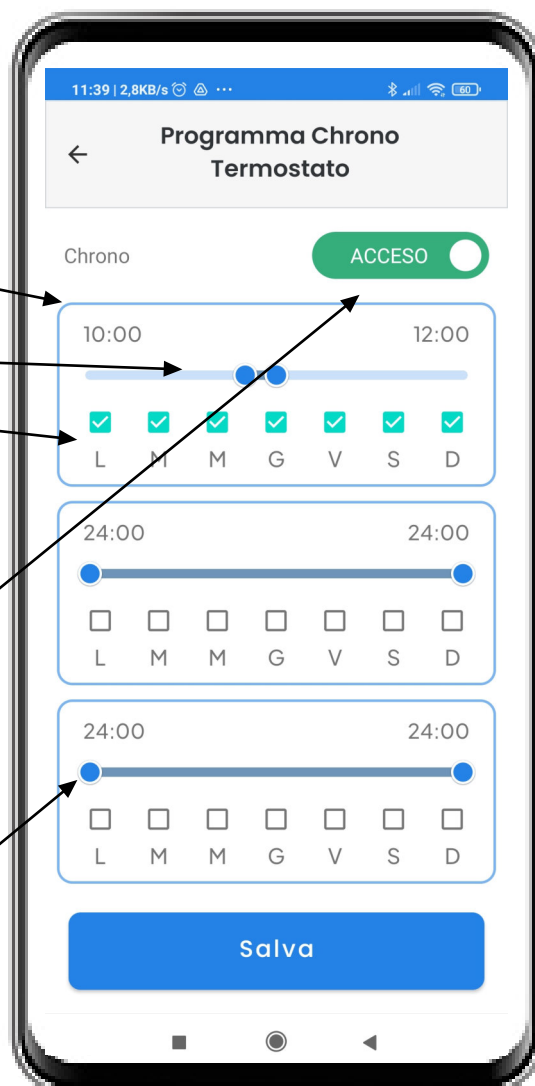 11:39 | 2,8KB/s ... 60
Programma Chrono
Termostato
Chrono ACCESO
10:00 12:00
L M M G V S D
24:00 24:00
L M M G V S D
24:00 24:00
L M M G V S D
Salva